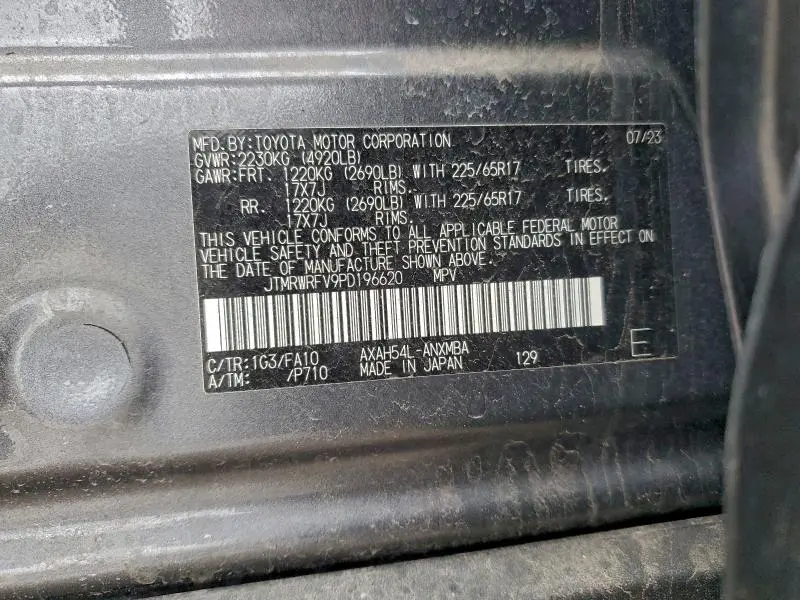 MFD.BY:TOYOTA MOTOR CORPORATION 07/23
GVWR:2230KG (4920LB)
GAWR:FRT. 1220KG (2690LB) WITH 225/65R17 TIRES.
17X7J RIMS.
RR. 1220KG (2690LB) WITH 225/65R17 TIRES.
17X7J RIMS.
THIS VEHICLE CONFORMS TO ALL APPLICABLE FEDERAL MOTOR
VEHICLE SAFETY AND THEFT PREVENTION STANDARDS IN EFFECT ON
THE DATE OF MANUFACTURE SHOWN ABOVE.
JTMRWRFV9PD196620 MPV
C/TR:1G3/FA10 AXAH54L-ANXMBA
A/TM: /P710 MADE IN JAPAN 129 E